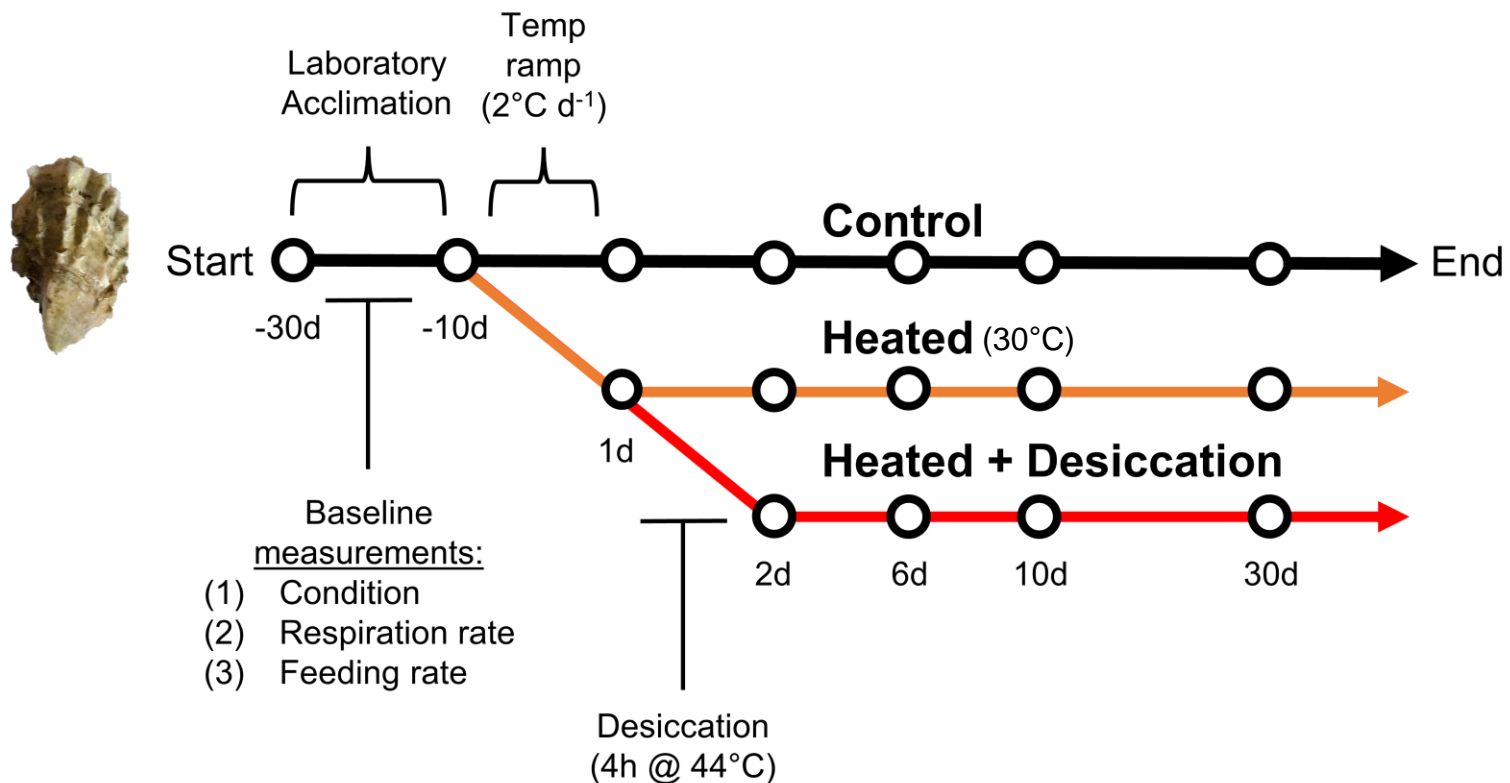 Laboratory
Acclimation
Temp
ramp
(2°C d⁻¹)
Start
Control
End
-30d
-10d
Heated (30°C)
1d
Heated + Desiccation
Baseline
measurements:
(1) Condition
(2) Respiration rate
(3) Feeding rate
2d
6d
10d
30d
Desiccation
(4h @ 44°C)